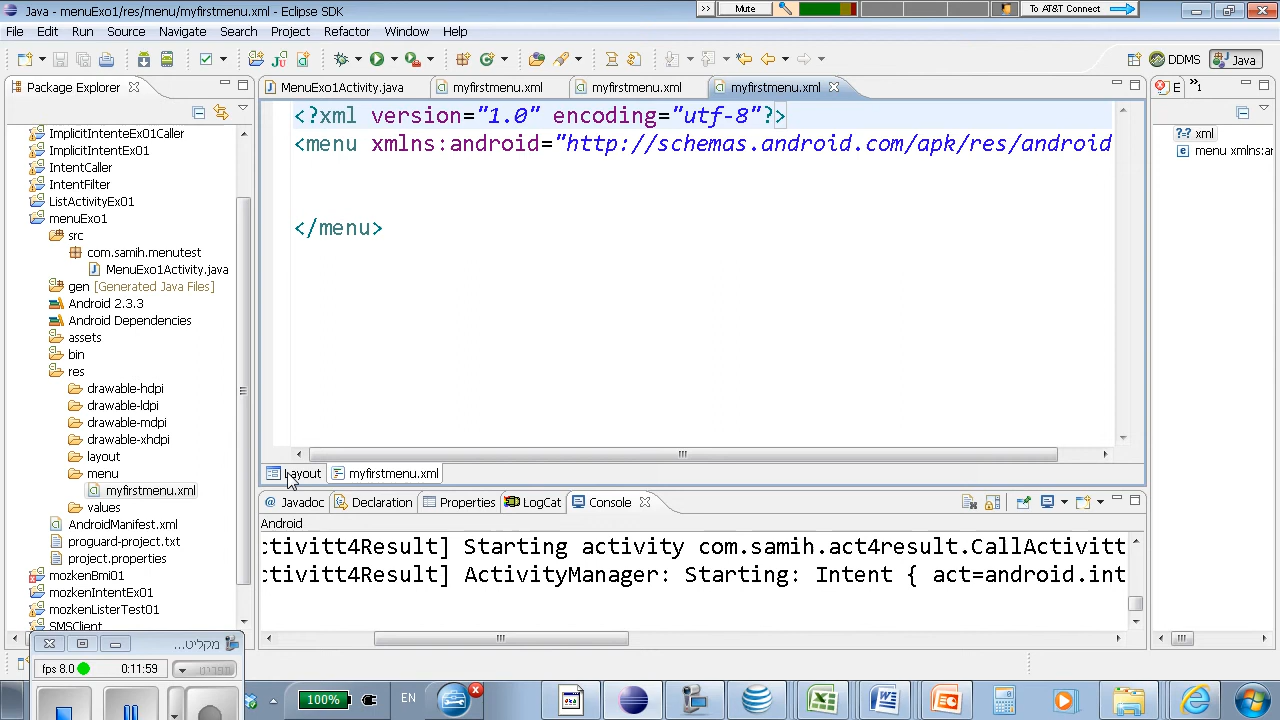 Java - menuExo1/res/menu/myfirstmenu.xml - Eclipse SDK
>> Mute To AT&T Connect
File Edit Run Source Navigate Search Project Refactor Window Help
DDMS Java
Package Explorer
MenuExo1Activity.java myfirstmenu.xml myfirstmenu.xml myfirstmenu.xml
E
ImplicitIntenteEx01Caller
ImplicitIntentEx01
IntentCaller
IntentFilter
ListActivityEx01
menuExo1
src
com.samih.menutest
MenuExo1Activity.java
gen [Generated Java Files]
Android 2.3.3
Android Dependencies
assets
bin
res
drawable-hdpi
drawable-ldpi
drawable-mdpi
drawable-xhdpi
layout
menu
myfirstmenu.xml
values
AndroidManifest.xml
proguard-project.txt
project.properties
mozkenBmi01
mozkenIntentEx01
mozkenListerTest01
SMSClient
<?xml version="1.0" encoding="utf-8"?>
<menu xmlns:android="http://schemas.android.com/apk/res/android
</menu>
Layout myfirstmenu.xml
xml
menu xmlns:ar
@ Javadoc Declaration Properties LogCat Console
Android
ctivitt4Result] Starting activity com.samih.act4result.CallActivitt
ctivitt4Result] ActivityManager: Starting: Intent { act=android.int
מקליט...
fps 8.0 0:11:59 תפריט
100% EN